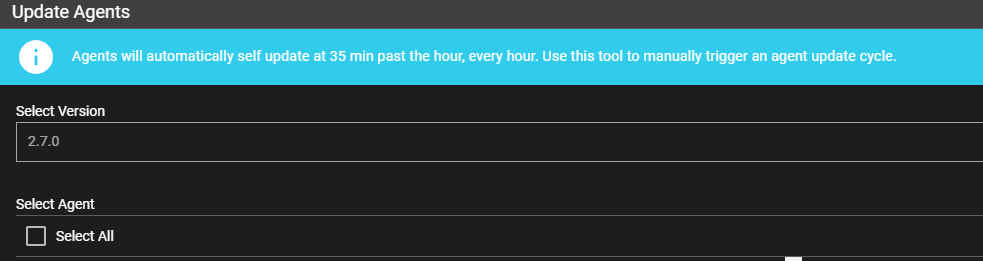 Update Agents
Agents will automatically self update at 35 min past the hour, every hour. Use this tool to manually trigger an agent update cycle.
Select Version
2.7.0
Select Agent
Select All